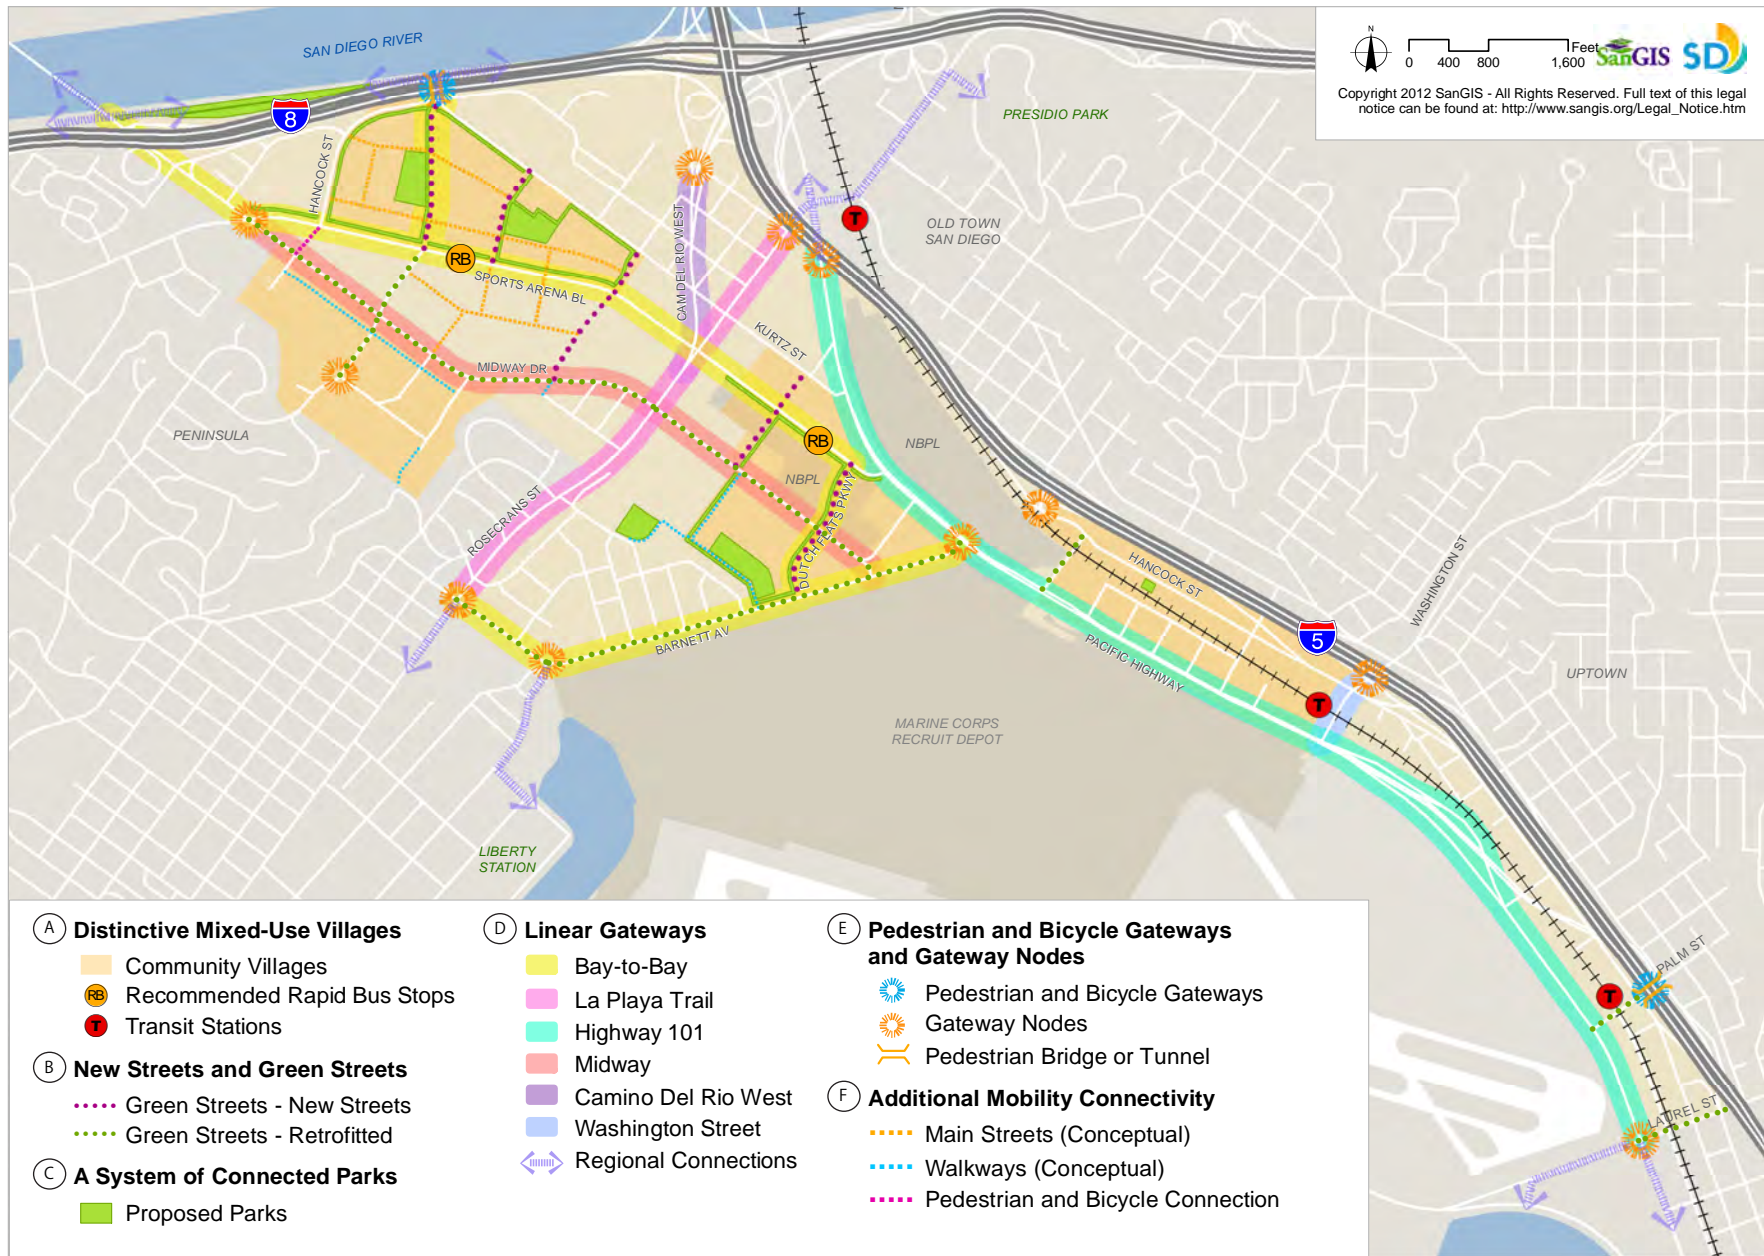 SAN DIEGO RIVER
N
0 400 800 1,600 Feet
SanGIS SD
Copyright 2012 SanGIS - All Rights Reserved. Full text of this legal
notice can be found at: http://www.sangis.org/Legal_Notice.htm
8
PRESIDIO PARK
HANCOCK ST
T
OLD TOWN
SAN DIEGO
CAM DEL RIO WEST
RB
SPORTS ARENA BL
KURTZ ST
MIDWAY DR
PENINSULA
RB
NBPL
NBPL
ROSECRANS ST
DUTCH FLATS PKWY
HANCOCK ST
WASHINGTON ST
BARNETT AV
5
PACIFIC HIGHWAY
UPTOWN
T
MARINE CORPS
RECRUIT DEPOT
LIBERTY
STATION
PALM ST
T
LAUREL ST
A Distinctive Mixed-Use Villages
Community Villages
RB Recommended Rapid Bus Stops
T Transit Stations
B New Streets and Green Streets
Green Streets - New Streets
Green Streets - Retrofitted
C A System of Connected Parks
Proposed Parks
D Linear Gateways
Bay-to-Bay
La Playa Trail
Highway 101
Midway
Camino Del Rio West
Washington Street
Regional Connections
E Pedestrian and Bicycle Gateways
and Gateway Nodes
Pedestrian and Bicycle Gateways
Gateway Nodes
Pedestrian Bridge or Tunnel
F Additional Mobility Connectivity
Main Streets (Conceptual)
Walkways (Conceptual)
Pedestrian and Bicycle Connection